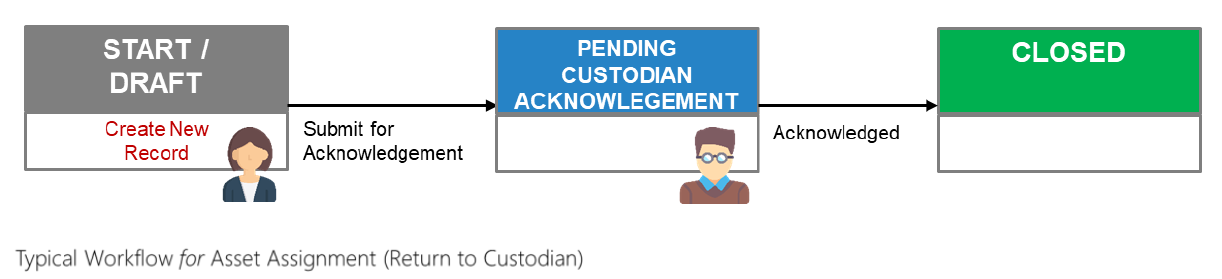 START /
DRAFT
Create New
Record
Submit for
Acknowledgement
PENDING
CUSTODIAN
ACKNOWLEGEMENT
Acknowledged
CLOSED
Typical Workflow for Asset Assignment (Return to Custodian)